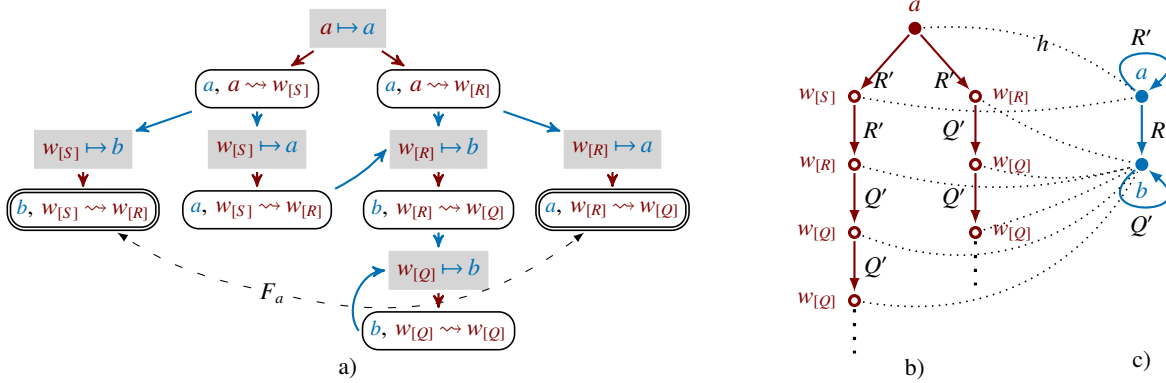 a ↦ a
a, a ⇝ w[S]
a, a ⇝ w[R]
w[S] ↦ b
w[S] ↦ a
w[R] ↦ b
w[R] ↦ a
b, w[S] ⇝ w[R]
a, w[S] ⇝ w[R]
b, w[R] ⇝ w[Q]
a, w[R] ⇝ w[Q]
w[Q] ↦ b
F_a
b, w[Q] ⇝ w[Q]
a)
a
h
R′
R′
w[S]
w[R]
R′
Q′
w[R]
w[Q]
Q′
Q′
w[Q]
w[Q]
Q′
w[Q]
b)
R′
a
R
b
Q′
c)